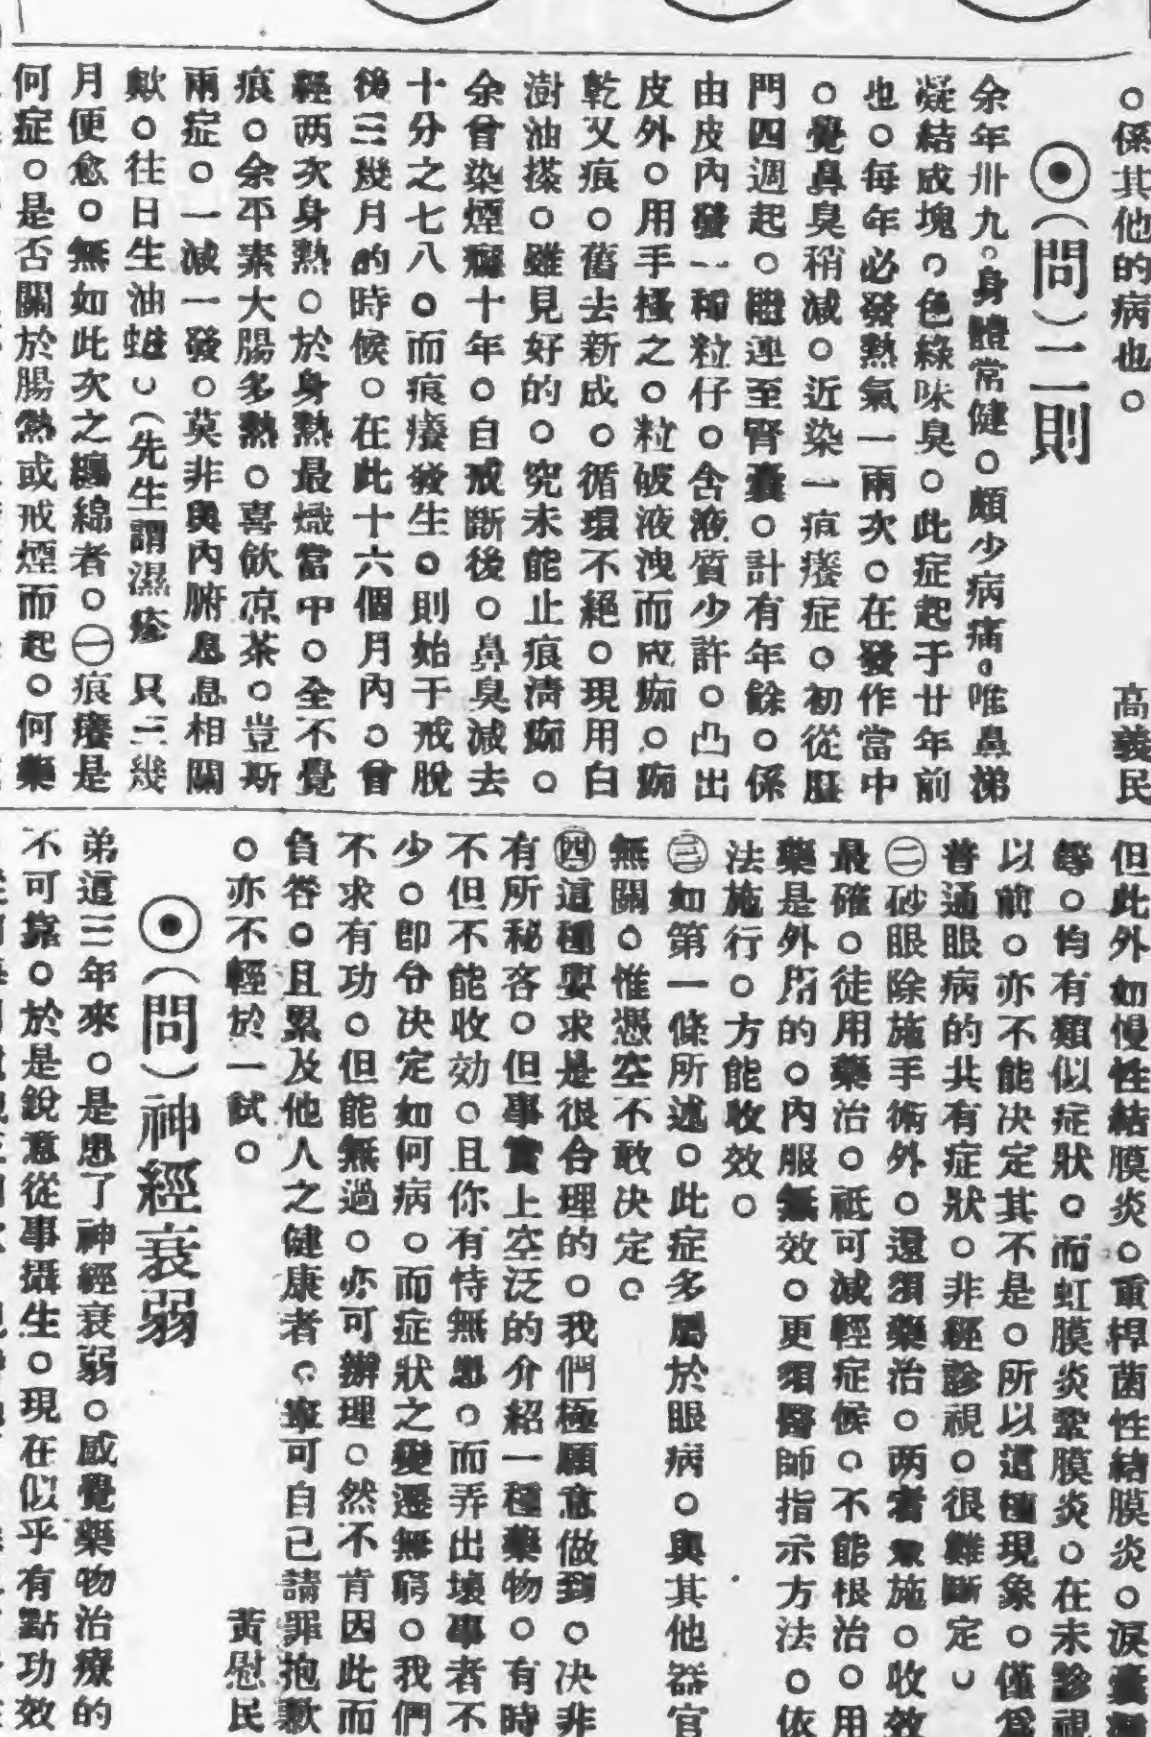 。係其他的病也。
⦿(問)二則
高義民
余年卅九。身體常健。頗少病痛。唯鼻涕
凝結成塊。色綠味臭。此症起于廿年前
也。每年必發熱氣一兩次。在發作當中
。覺鼻臭稍減。近染一痕癢症。初從肛
門四週起。連至腎囊。計有年餘。係
由皮內發一種粒仔。含液質少許。凸出
皮外。用手搔之。粒破液洩而成痂。痂
乾又痕。舊去新成。循環不絕。現用白
樹油搽。雖見好的。究未能止痕清痂。
余曾染煙癮十年。自戒斷後。鼻臭減去
十分之七八。而痕癢發生。則始于戒脫
後三幾月的時候。在此十六個月內。曾
經两次身熱。於身熱最熾當中。全不覺
痕。余平素大腸多熱。喜飲凉茶。豈斯
兩症。一減一發。莫非與內腑息息相關
歟。往日生油。(先生謂濕疹 只三幾
月便愈。無如此次之纏綿者。㊀痕癢是
何症。是否關於腸熱或戒煙而起。何藥
但此外如慢性結膜炎。重桿菌性結膜炎。淚囊
等。均有類似症狀。而虹膜炎鞏膜炎。在未診視
以前。亦不能决定其不是。所以這種現象。僅爲
普通眼病的共有症狀。非經診視。很難斷定。
㊁砂眼除施手術外。還須藥治。两者兼施。收效
最確。徒用藥治。祗可減輕症候。不能根治。用
藥是外用的。內服無效。更須醫師指示方法。依
法施行。方能收效。
㊂如第一條所述。此症多屬於眼病。與其他器官
無關。惟憑空不敢决定。
㊃這種要求是很合理的。我們極願意做到。决非
有所秘吝。但事實上空泛的介紹一種藥物。有時
不但不能收効。且你有恃無恐。而弄出壞事者不
少。即令决定如何病。而症狀之變遷無窮。我們
不求有功。但能無過。亦可辦理。然不肯因此而
負咎。且累及他人之健康者。寧可自己請罪抱歉
。亦不輕於一試。
⦿(問)神經衰弱
黃慰民
弟這三年來。是患了神經衰弱。感覺藥物治療的
不可靠。於是銳意從事攝生。現在似乎有點功效